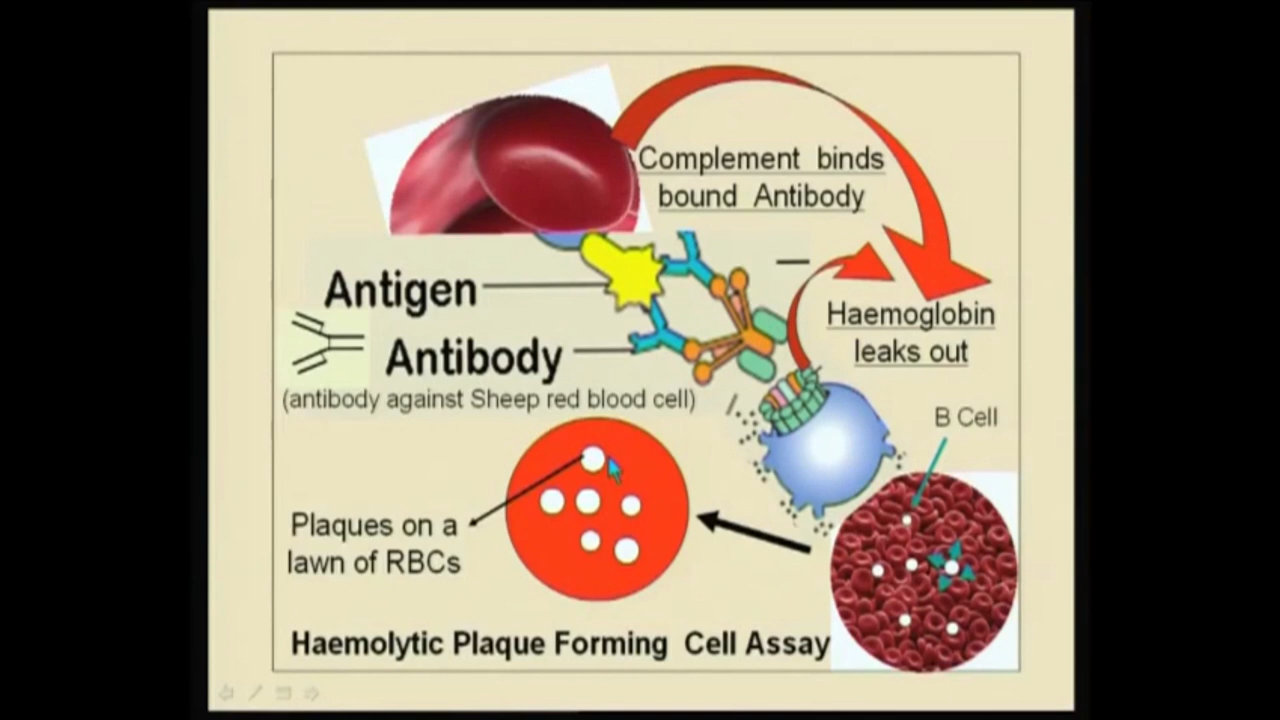 Complement binds
bound Antibody
Antigen
Antibody
(antibody against Sheep red blood cell)
Haemoglobin
leaks out
B Cell
Plaques on a
lawn of RBCs
Haemolytic Plaque Forming Cell Assay